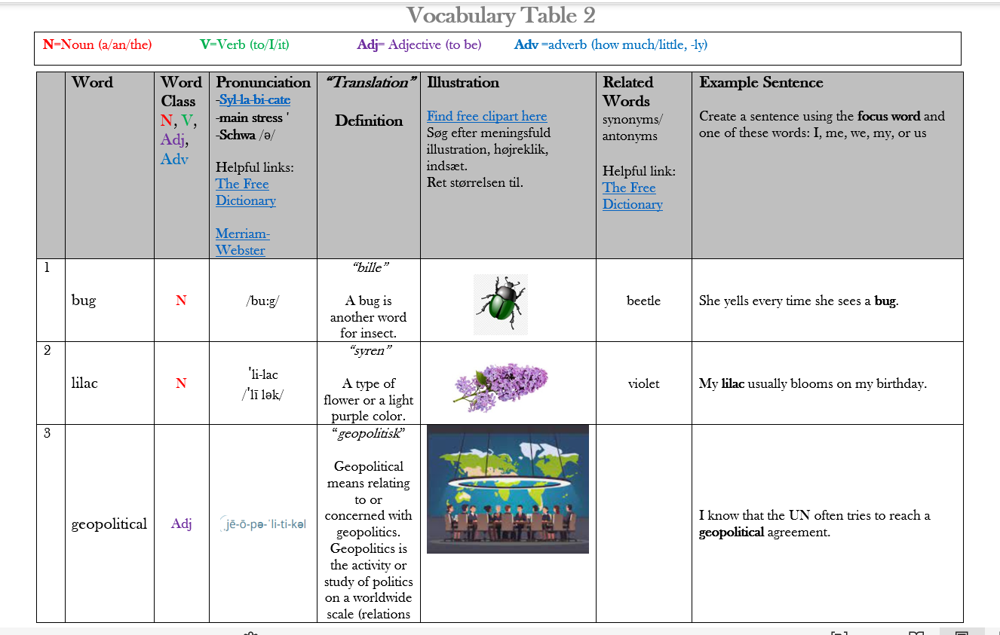 Vocabulary Table 2
N=Noun (a/an/the) V=Verb (to/I/it) Adj= Adjective (to be) Adv =adverb (how much/little, -ly)
Word
Word
Class
N, V,
Adj,
Adv
Pronunciation
-Syl-la-bi-cate
-main stress '
-Schwa /ə/
Helpful links:
The Free
Dictionary
Merriam-
Webster
“Translation”
Definition
Illustration
Find free clipart here
Søg efter meningsfuld
illustration, højreklik,
indsæt.
Ret størrelsen til.
Related
Words
synonyms/
antonyms
Helpful link:
The Free
Dictionary
Example Sentence
Create a sentence using the focus word and
one of these words: I, me, we, my, or us
1
bug
N
/bu:g/
“bille”
A bug is
another word
for insect.
beetle
She yells every time she sees a bug.
2
lilac
N
'li-lac
/'lī lək/
“syren”
A type of
flower or a light
purple color.
violet
My lilac usually blooms on my birthday.
3
geopolitical
Adj
ˌjē-ō-pə-ˈli-ti-kəl
“geopolitisk”
Geopolitical
means relating
to or
concerned with
geopolitics.
Geopolitics is
the activity or
study of politics
on a worldwide
scale (relations
I know that the UN often tries to reach a
geopolitical agreement.